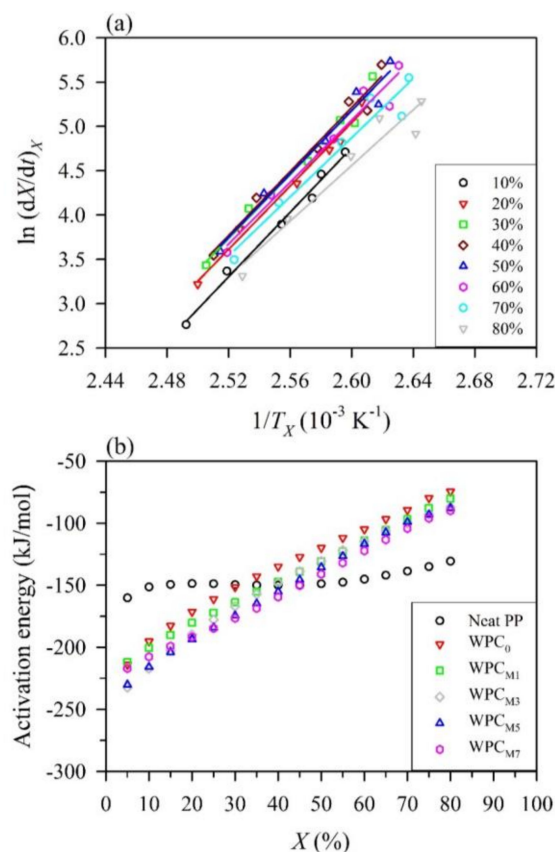 (a)
ln (dX/dt)X
6.0
5.5
5.0
4.5
4.0
3.5
3.0
2.5
10%
20%
30%
40%
50%
60%
70%
80%
2.44 2.48 2.52 2.56 2.60 2.64 2.68 2.72
1/TX (10-3 K-1)
(b)
Activation energy (kJ/mol)
-50
-100
-150
-200
-250
-300
Neat PP
WPC0
WPCM1
WPCM3
WPCM5
WPCM7
0 10 20 30 40 50 60 70 80 90 100
X (%)